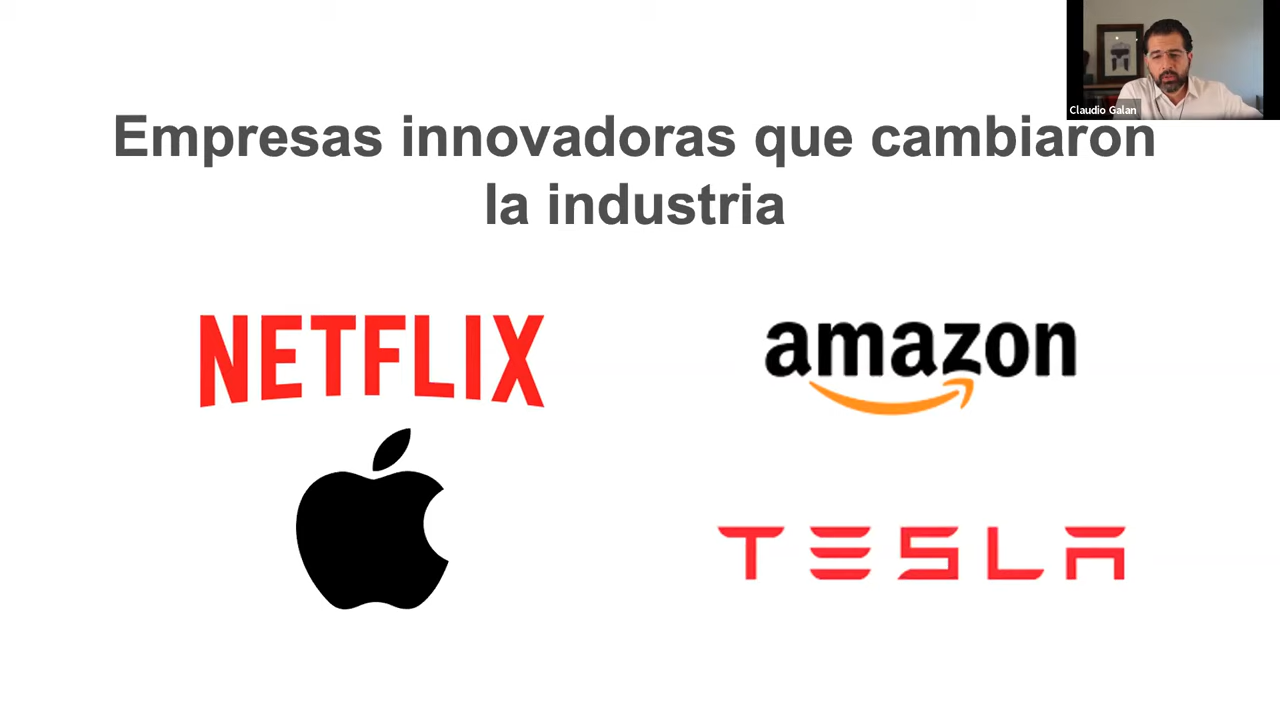 Claudio Galan
Empresas innovadoras que cambiaron
la industria
NETFLIX
amazon
TESLA